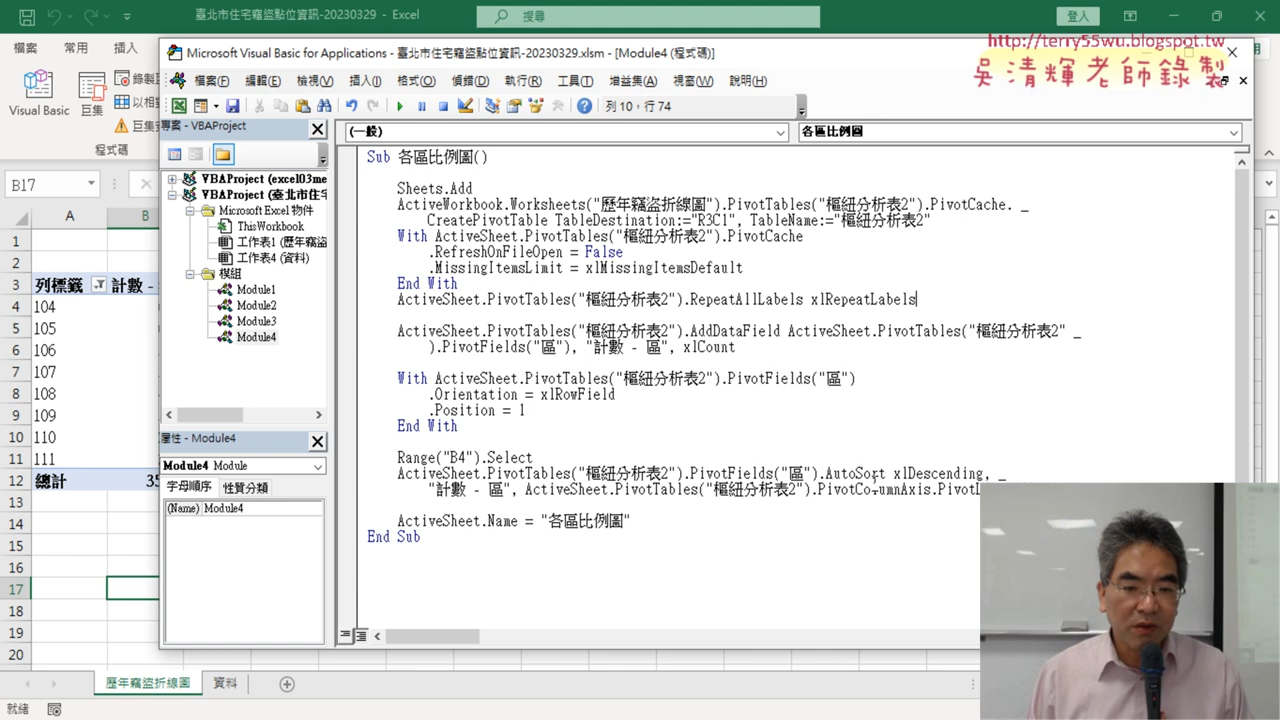 臺北市住宅竊盜點位資訊-20230329 - Excel
搜尋
登入
檔案
常用
插入
Visual Basic
巨集
錄製
以相
巨集
程式碼
B17
Microsoft Visual Basic for Applications - 臺北市住宅竊盜點位資訊-20230329.xlsm - [Module4 (程式碼)]
http://terry55wu.blogspot.tw
吳清輝老師錄製
檔案(F)
編輯(E)
檢視(V)
插入(I)
格式(O)
偵錯(D)
執行(R)
工具(T)
增益集(A)
視窗(W)
說明(H)
列 10，行 74
專案 - VBAProject
VBAProject (excel03me
VBAProject (臺北市住宅
Microsoft Excel 物件
ThisWorkbook
工作表1 (歷年竊盜
工作表4 (資料)
模組
Module1
Module2
Module3
Module4
屬性 - Module4
Module4 Module
字母順序
性質分類
(Name) Module4
(一般)
各區比例圖
Sub 各區比例圖()
Sheets.Add
ActiveWorkbook.Worksheets("歷年竊盜折線圖").PivotTables("樞紐分析表2").PivotCache. _
CreatePivotTable TableDestination:="R3C1", TableName:="樞紐分析表2"
With ActiveSheet.PivotTables("樞紐分析表2").PivotCache
.RefreshOnFileOpen = False
.MissingItemsLimit = xlMissingItemsDefault
End With
ActiveSheet.PivotTables("樞紐分析表2").RepeatAllLabels xlRepeatLabels
ActiveSheet.PivotTables("樞紐分析表2").AddDataField ActiveSheet.PivotTables("樞紐分析表2" _
).PivotFields("區"), "計數 - 區", xlCount
With ActiveSheet.PivotTables("樞紐分析表2").PivotFields("區")
.Orientation = xlRowField
.Position = 1
End With
Range("B4").Select
ActiveSheet.PivotTables("樞紐分析表2").PivotFields("區").AutoSort xlDescending, _
"計數 - 區", ActiveSheet.PivotTables("樞紐分析表2").PivotColumnAxis.PivotL
ActiveSheet.Name = "各區比例圖"
End Sub
A
B
1
2
3 列標籤 計數 -
4 104
5 105
6 106
7 107
8 108
9 109
10 110
11 111
12 總計 35
13
14
15
16
17
18
19
20
歷年竊盜折線圖
資料
就緒